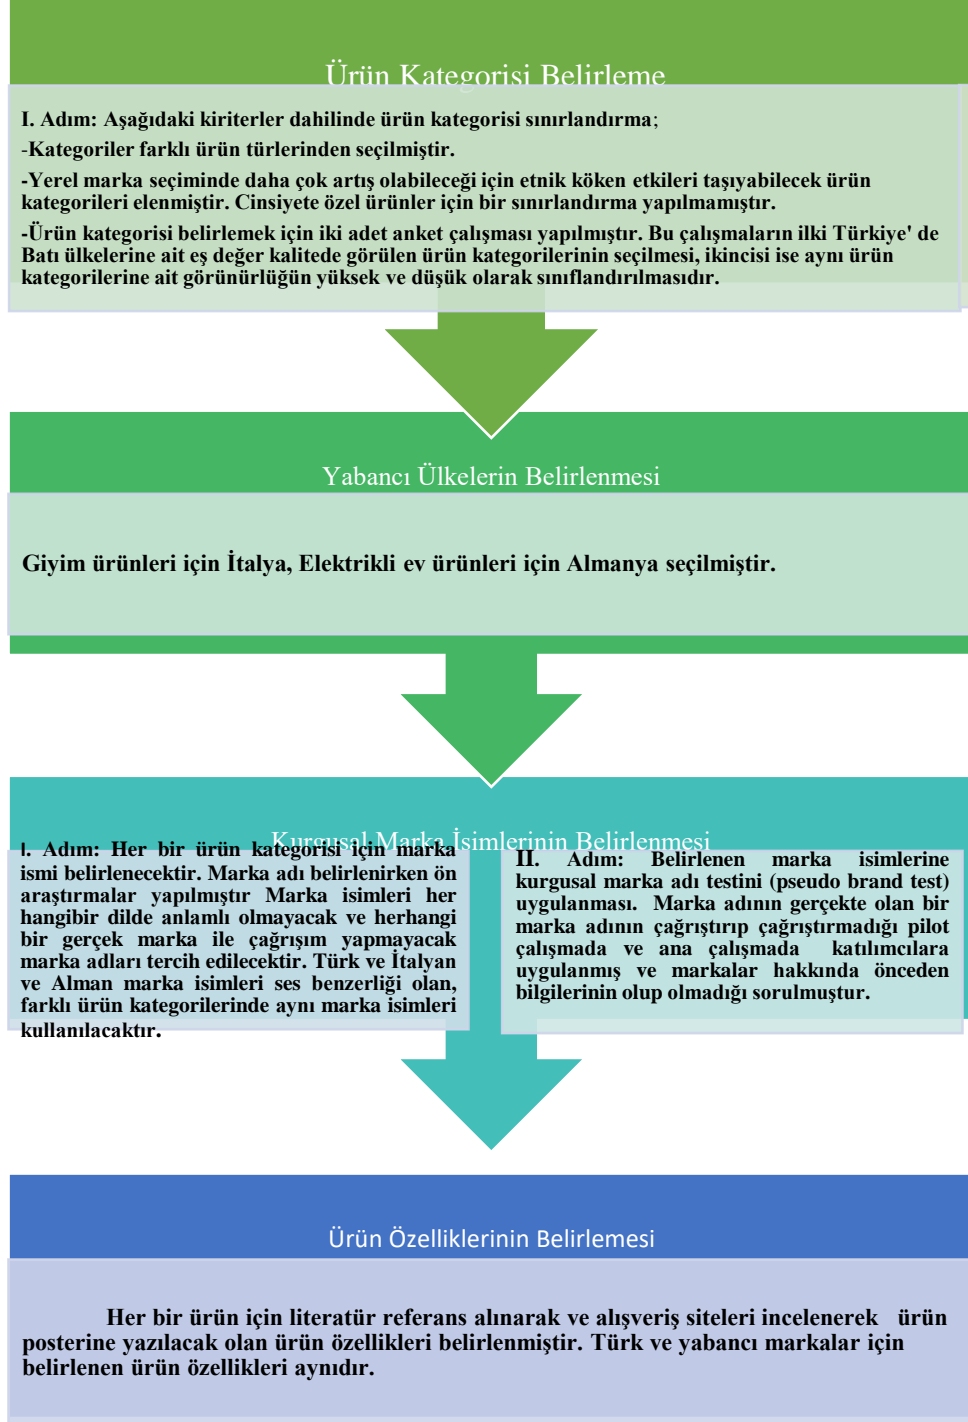 Ürün Kategorisi Belirleme
I. Adım: Aşağıdaki kiriterler dahilinde ürün kategorisi sınırlandırma;
-Kategoriler farklı ürün türlerinden seçilmiştir.
-Yerel marka seçiminde daha çok artış olabileceği için etnik köken etkileri taşıyabilecek ürün
kategorileri elenmiştir. Cinsiyete özel ürünler için bir sınırlandırma yapılmamıştır.
-Ürün kategorisi belirlemek için iki adet anket çalışması yapılmıştır. Bu çalışmaların ilki Türkiye' de
Batı ülkelerine ait eş değer kalitede görülen ürün kategorilerinin seçilmesi, ikincisi ise aynı ürün
kategorilerine ait görünürlüğün yüksek ve düşük olarak sınıflandırılmasıdır.
Yabancı Ülkelerin Belirlenmesi
Giyim ürünleri için İtalya, Elektrikli ev ürünleri için Almanya seçilmiştir.
Kurgusal Marka İsimlerinin Belirlenmesi
I. Adım: Her bir ürün kategorisi için marka
ismi belirlenecektir. Marka adı belirlenirken ön
araştırmalar yapılmıştır Marka isimleri her
hangibir dilde anlamlı olmayacak ve herhangi
bir gerçek marka ile çağrışım yapmayacak
marka adları tercih edilecektir. Türk ve İtalyan
ve Alman marka isimleri ses benzerliği olan,
farklı ürün kategorilerinde aynı marka isimleri
kullanılacaktır.
II. Adım: Belirlenen marka isimlerine
kurgusal marka adı testini (pseudo brand test)
uygulanması. Marka adının gerçekte olan bir
marka adının çağrıştırıp çağrıştırmadığı pilot
çalışmada ve ana çalışmada katılımcılara
uygulanmış ve markalar hakkında önceden
bilgilerinin olup olmadığı sorulmuştur.
Ürün Özelliklerinin Belirlemesi
Her bir ürün için literatür referans alınarak ve alışveriş siteleri incelenerek ürün
posterine yazılacak olan ürün özellikleri belirlenmiştir. Türk ve yabancı markalar için
belirlenen ürün özellikleri aynıdır.